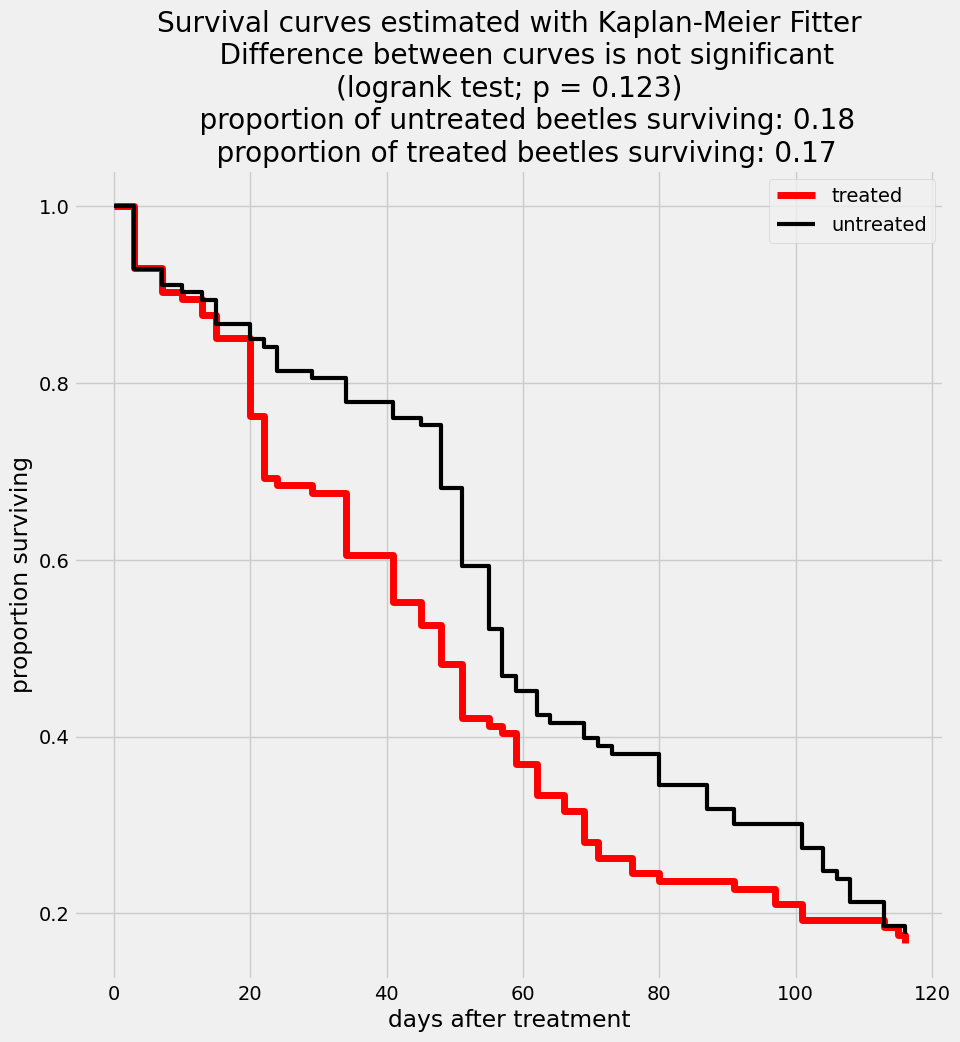 Survival curves estimated with Kaplan-Meier Fitter
Difference between curves is not significant
(logrank test; p = 0.123)
proportion of untreated beetles surviving: 0.18
proportion of treated beetles surviving: 0.17
treated
untreated
1.0
0.8
0.6
0.4
0.2
proportion surviving
0 20 40 60 80 100 120
days after treatment